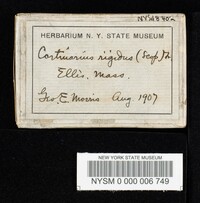 NYSM 840a
HERBARIUM N. Y. STATE MUSEUM
Cortinarius rigidus (Scop.) Fr.
Ellis, Mass.
Geo. E. Morris Aug 1907
NEW YORK STATE MUSEUM
NYSM 0 000 006 749